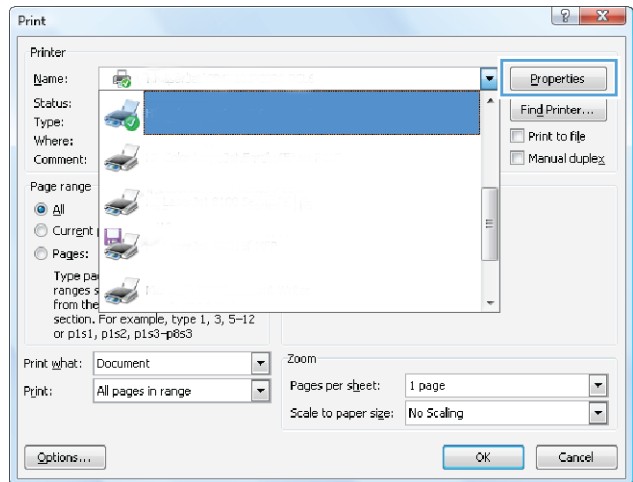 Print
Printer
Name:
Properties
Status:
Find Printer...
Type:
Where:
Print to file
Comment:
Manual duplex
Page range
All
Current
Pages:
Type
ranges
from the
section. For example, type 1, 3, 5–12
or p1s1, p1s2, p1s3–p8s3
Print what: Document
Zoom
Print: All pages in range
Pages per sheet: 1 page
Scale to paper size: No Scaling
Options...
OK
Cancel